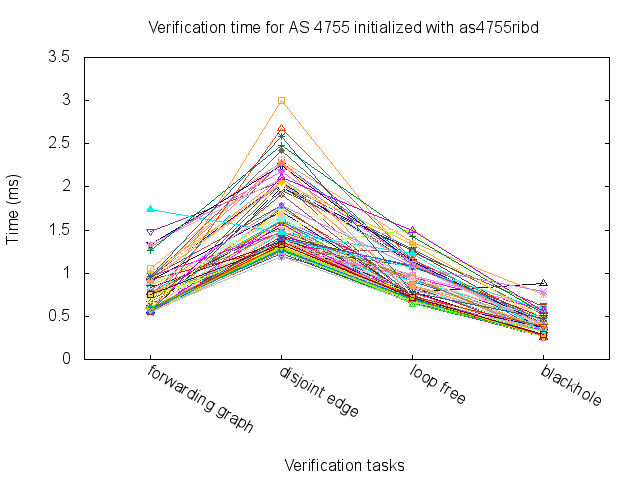 Verification time for AS 4755 initialized with as4755ribd
3.5
3
2.5
2
1.5
1
0.5
0
Time (ms)
forwarding graph
disjoint edge
loop free
blackhole
Verification tasks